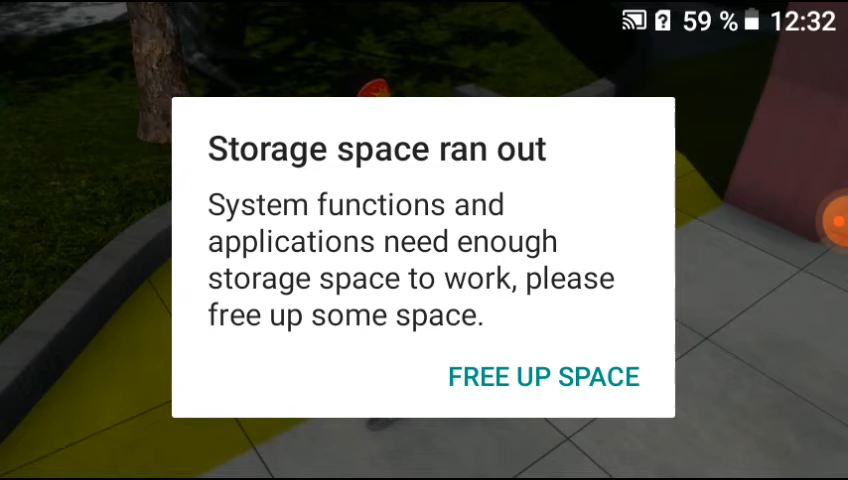 59 % 12:32
Storage space ran out
System functions and
applications need enough
storage space to work, please
free up some space.
FREE UP SPACE